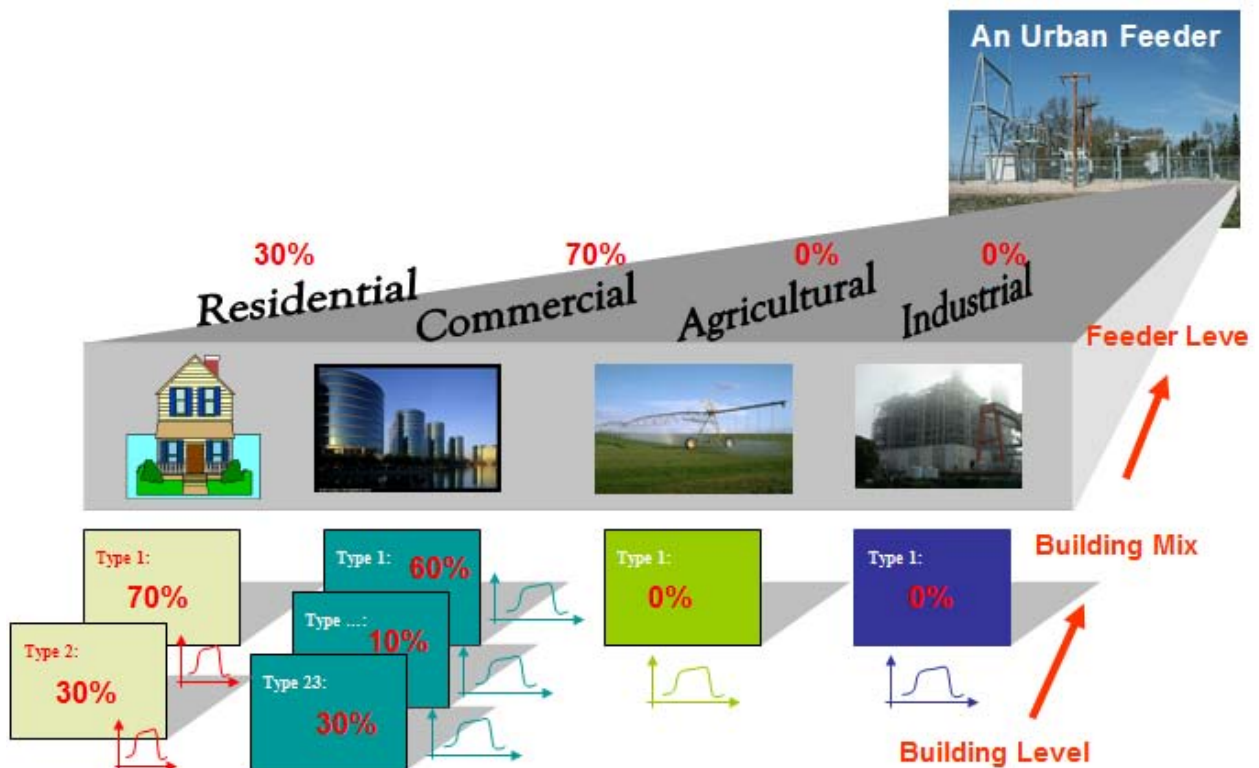 An Urban Feeder
30%
70%
0%
0%
Residential
Commercial
Agricultural
Industrial
Feeder Leve
Type 1:
70%
Type 2:
30%
Type 1:
60%
Type ...:
10%
Type 23:
30%
Type 1:
0%
Type 1:
0%
Building Mix
Building Level